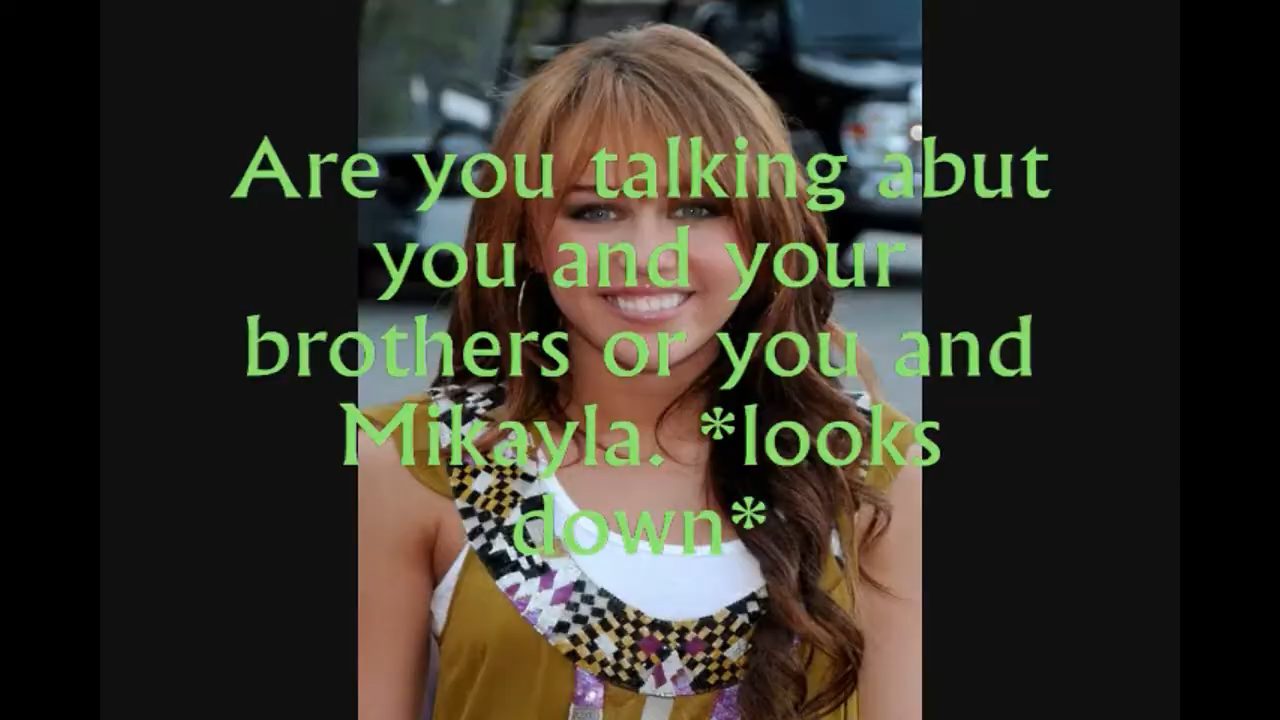 Are you talking abut
you and your
brothers or you and
Mikayla. *looks
down*